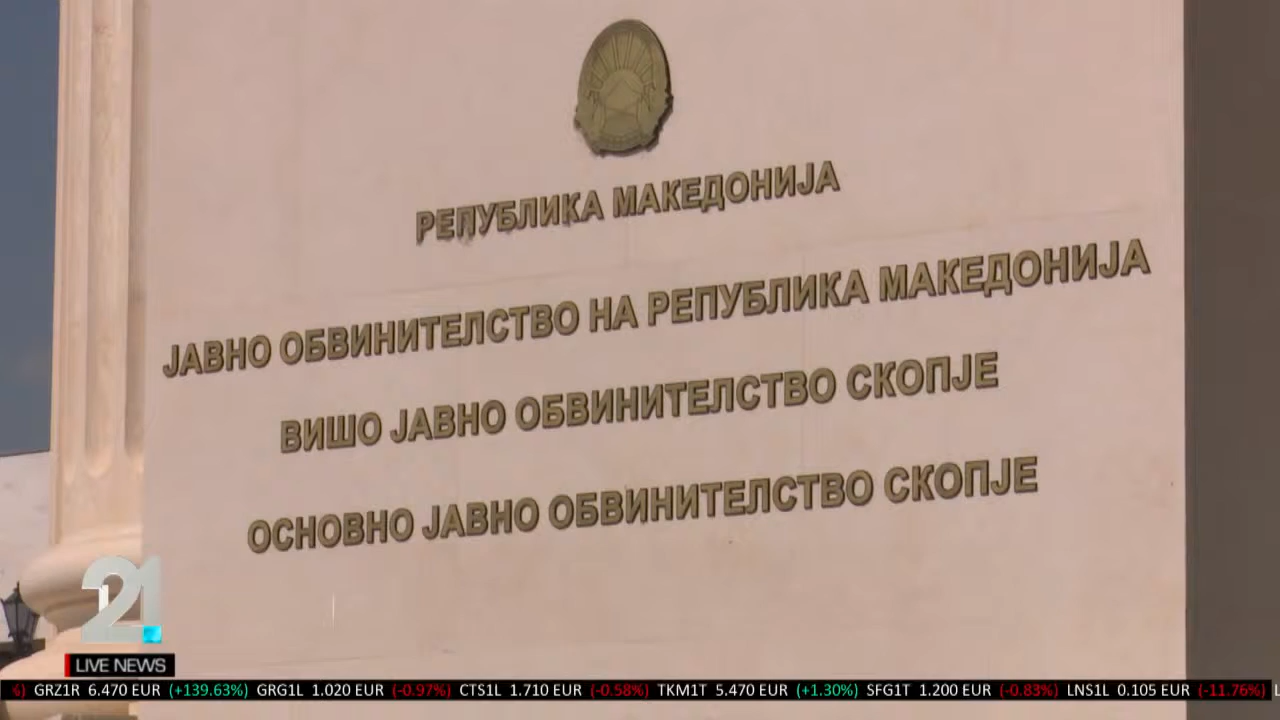 РЕПУБЛИКА МАКЕДОНИЈА
ЈАВНО ОБВИНИТЕЛСТВО НА РЕПУБЛИКА МАКЕДОНИЈА
ВИШО ЈАВНО ОБВИНИТЕЛСТВО СКОПЈЕ
ОСНОВНО ЈАВНО ОБВИНИТЕЛСТВО СКОПЈЕ
21
LIVE NEWS
%) GRZ1R 6.470 EUR (+139.63%) GRG1L 1.020 EUR (-0.97%) CTS1L 1.710 EUR (-0.58%) TKM1T 5.470 EUR (+1.30%) SFG1T 1.200 EUR (-0.83%) LNS1L 0.105 EUR (-11.76%)